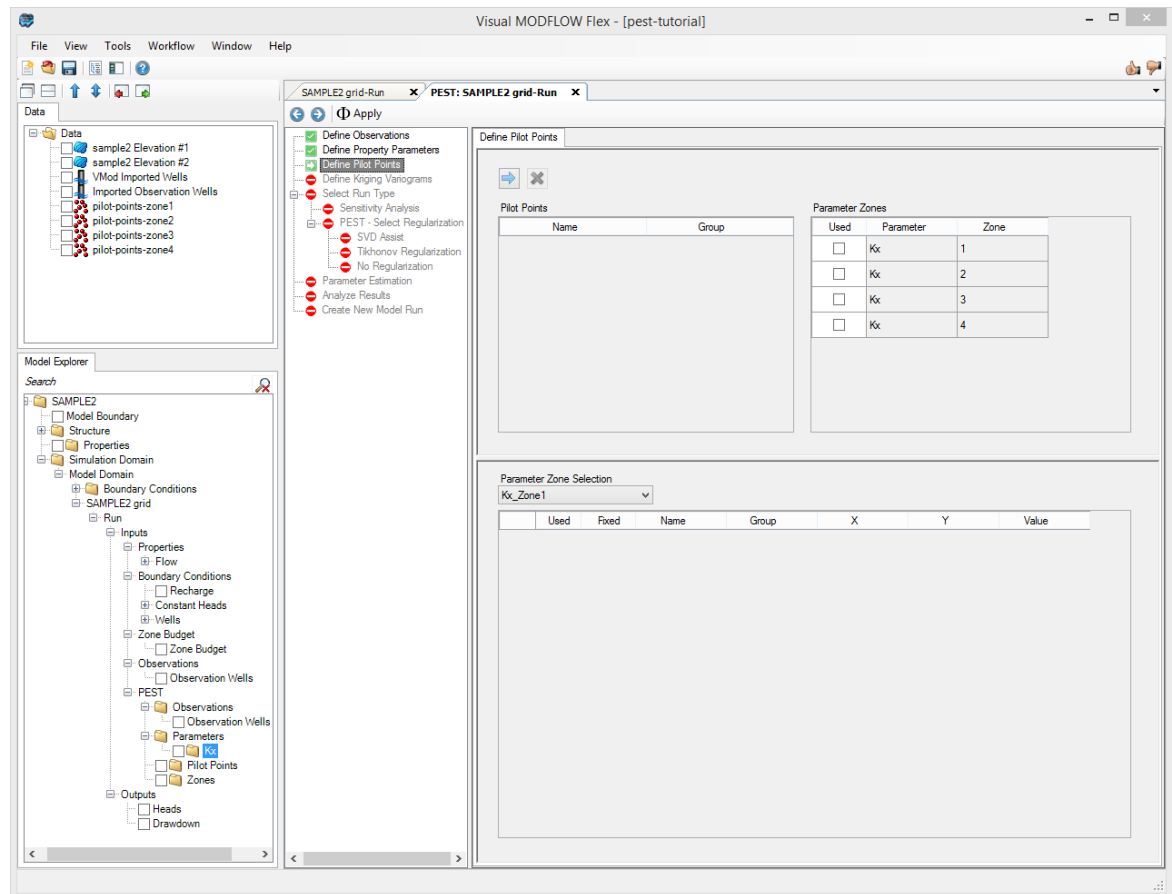 Visual MODFLOW Flex - [pest-tutorial]
File View Tools Workflow Window Help
Data
Data
sample2 Elevation #1
sample2 Elevation #2
VMod Imported Wells
Imported Observation Wells
pilot-points-zone1
pilot-points-zone2
pilot-points-zone3
pilot-points-zone4
Model Explorer
Search
SAMPLE2
Model Boundary
Structure
Properties
Simulation Domain
Model Domain
Boundary Conditions
SAMPLE2 grid
Run
Inputs
Properties
Flow
Boundary Conditions
Recharge
Constant Heads
Wells
Zone Budget
Zone Budget
Observations
Observation Wells
PEST
Observations
Observation Wells
Parameters
Kx
Pilot Points
Zones
Outputs
Heads
Drawdown
SAMPLE2 grid-Run PEST: SAMPLE2 grid-Run
Φ Apply
Define Observations
Define Property Parameters
Define Pilot Points
Define Kriging Variograms
Select Run Type
Sensitivity Analysis
PEST - Select Regularization
SVD Assist
Tikhonov Regularization
No Regularization
Parameter Estimation
Analyze Results
Create New Model Run
Define Pilot Points
Pilot Points
Name Group
Parameter Zones
Used Parameter Zone
Kx 1
Kx 2
Kx 3
Kx 4
Parameter Zone Selection
Kx_Zone1
Used Fixed Name Group X Y Value